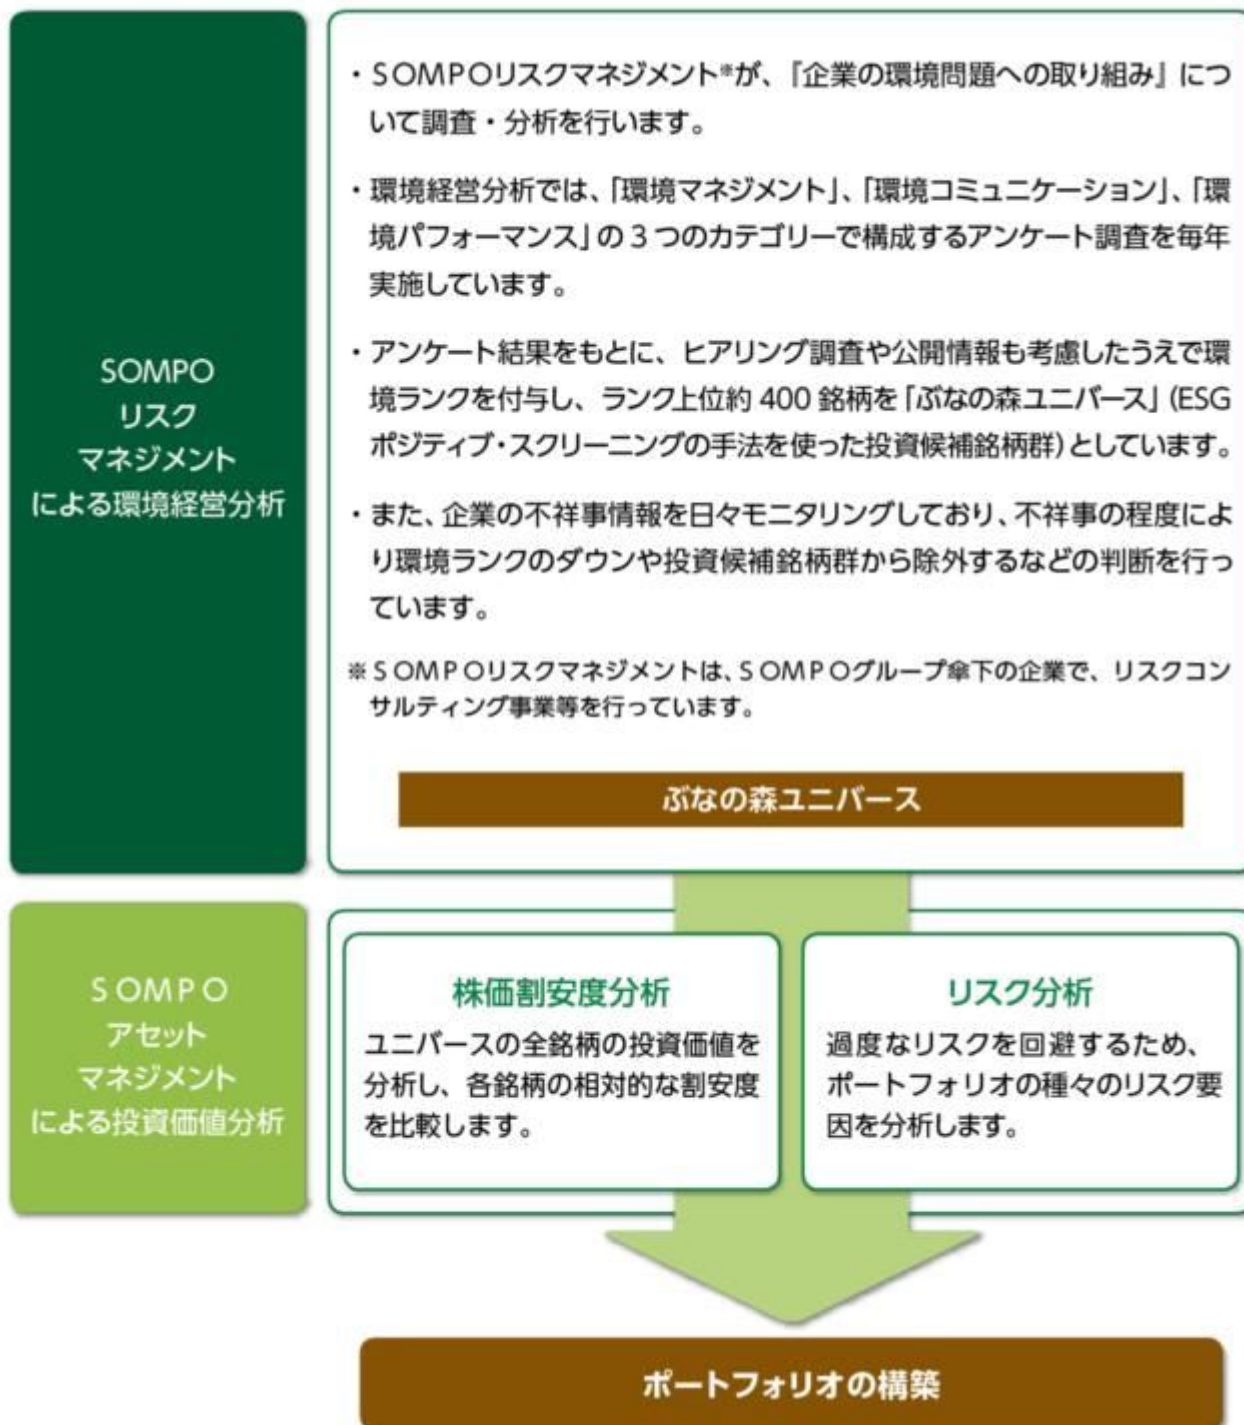 SOMPO
リスク
マネジメント
による環境経営分析
・SOMPOリスクマネジメント※が、『企業の環境問題への取り組み』につ
いて調査・分析を行います。
・環境経営分析では、「環境マネジメント」、「環境コミュニケーション」、「環
境パフォーマンス」の3つのカテゴリーで構成するアンケート調査を毎年
実施しています。
・アンケート結果をもとに、ヒアリング調査や公開情報も考慮したうえで環
境ランクを付与し、ランク上位約 400 銘柄を「ぶなの森ユニバース」(ESG
ポジティブ・スクリーニングの手法を使った投資候補銘柄群)としています。
・また、企業の不祥事情報を日々モニタリングしており、不祥事の程度によ
り環境ランクのダウンや投資候補銘柄群から除外するなどの判断を行っ
ています。
※SOMPOリスクマネジメントは、SOMPOグループ傘下の企業で、リスクコン
サルティング事業等を行っています。
ぶなの森ユニバース
SOMPO
アセット
マネジメント
による投資価値分析
株価割安度分析
ユニバースの全銘柄の投資価値を
分析し、各銘柄の相対的な割安度
を比較します。
リスク分析
過度なリスクを回避するため、
ポートフォリオの種々のリスク要
因を分析します。
ポートフォリオの構築